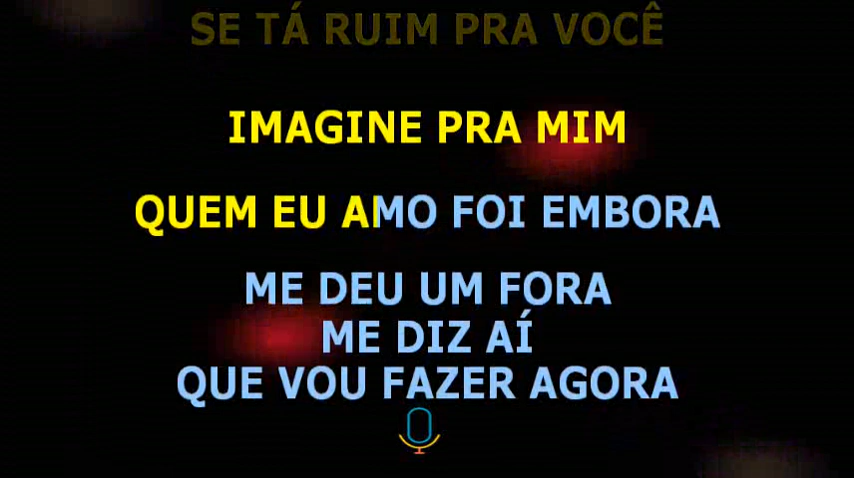 SE TÁ RUIM PRA VOCÊ
IMAGINE PRA MIM
QUEM EU AMO FOI EMBORA
ME DEU UM FORA
ME DIZ AÍ
QUE VOU FAZER AGORA